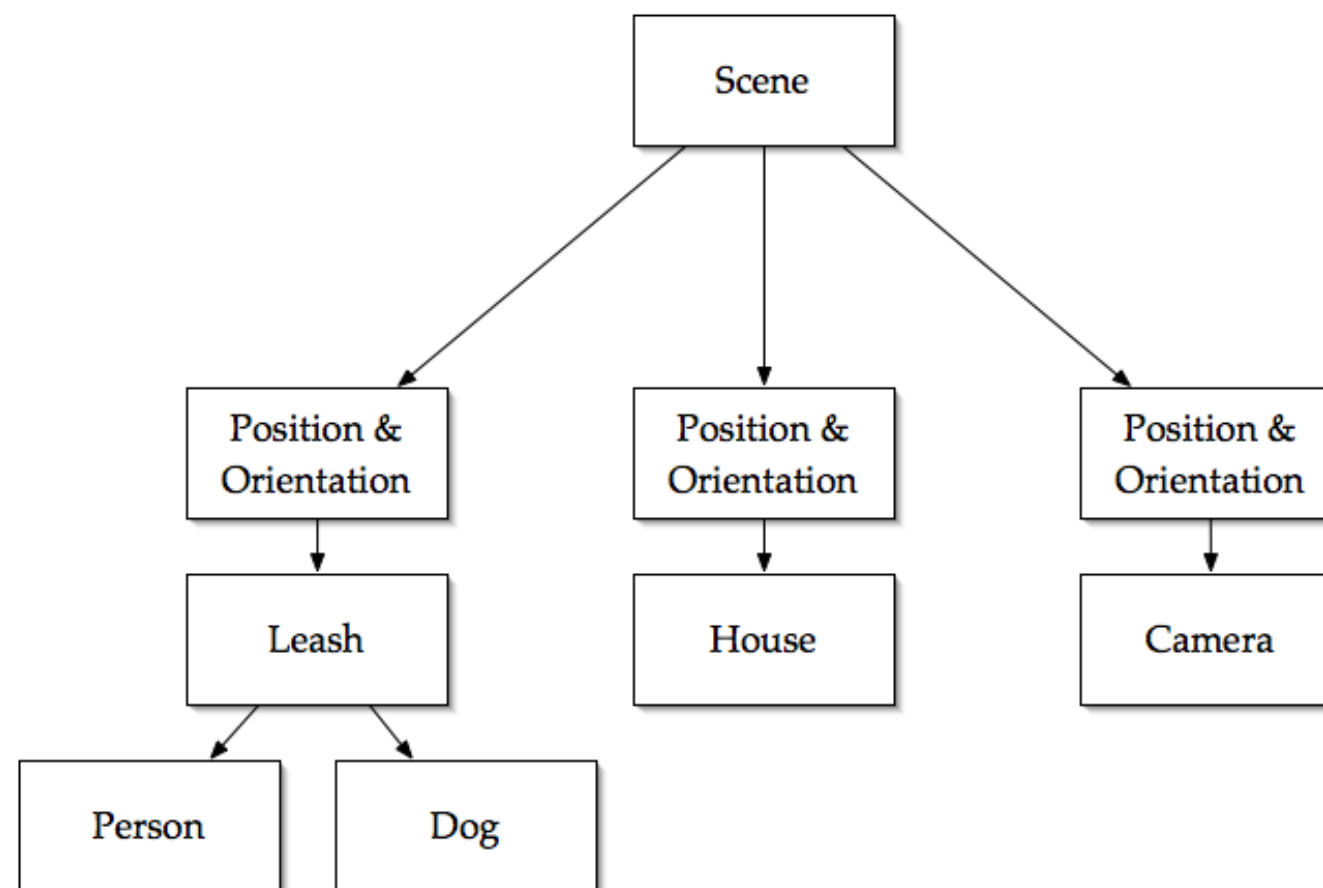 Scene
Position &
Orientation
Position &
Orientation
Position &
Orientation
Leash
House
Camera
Person
Dog